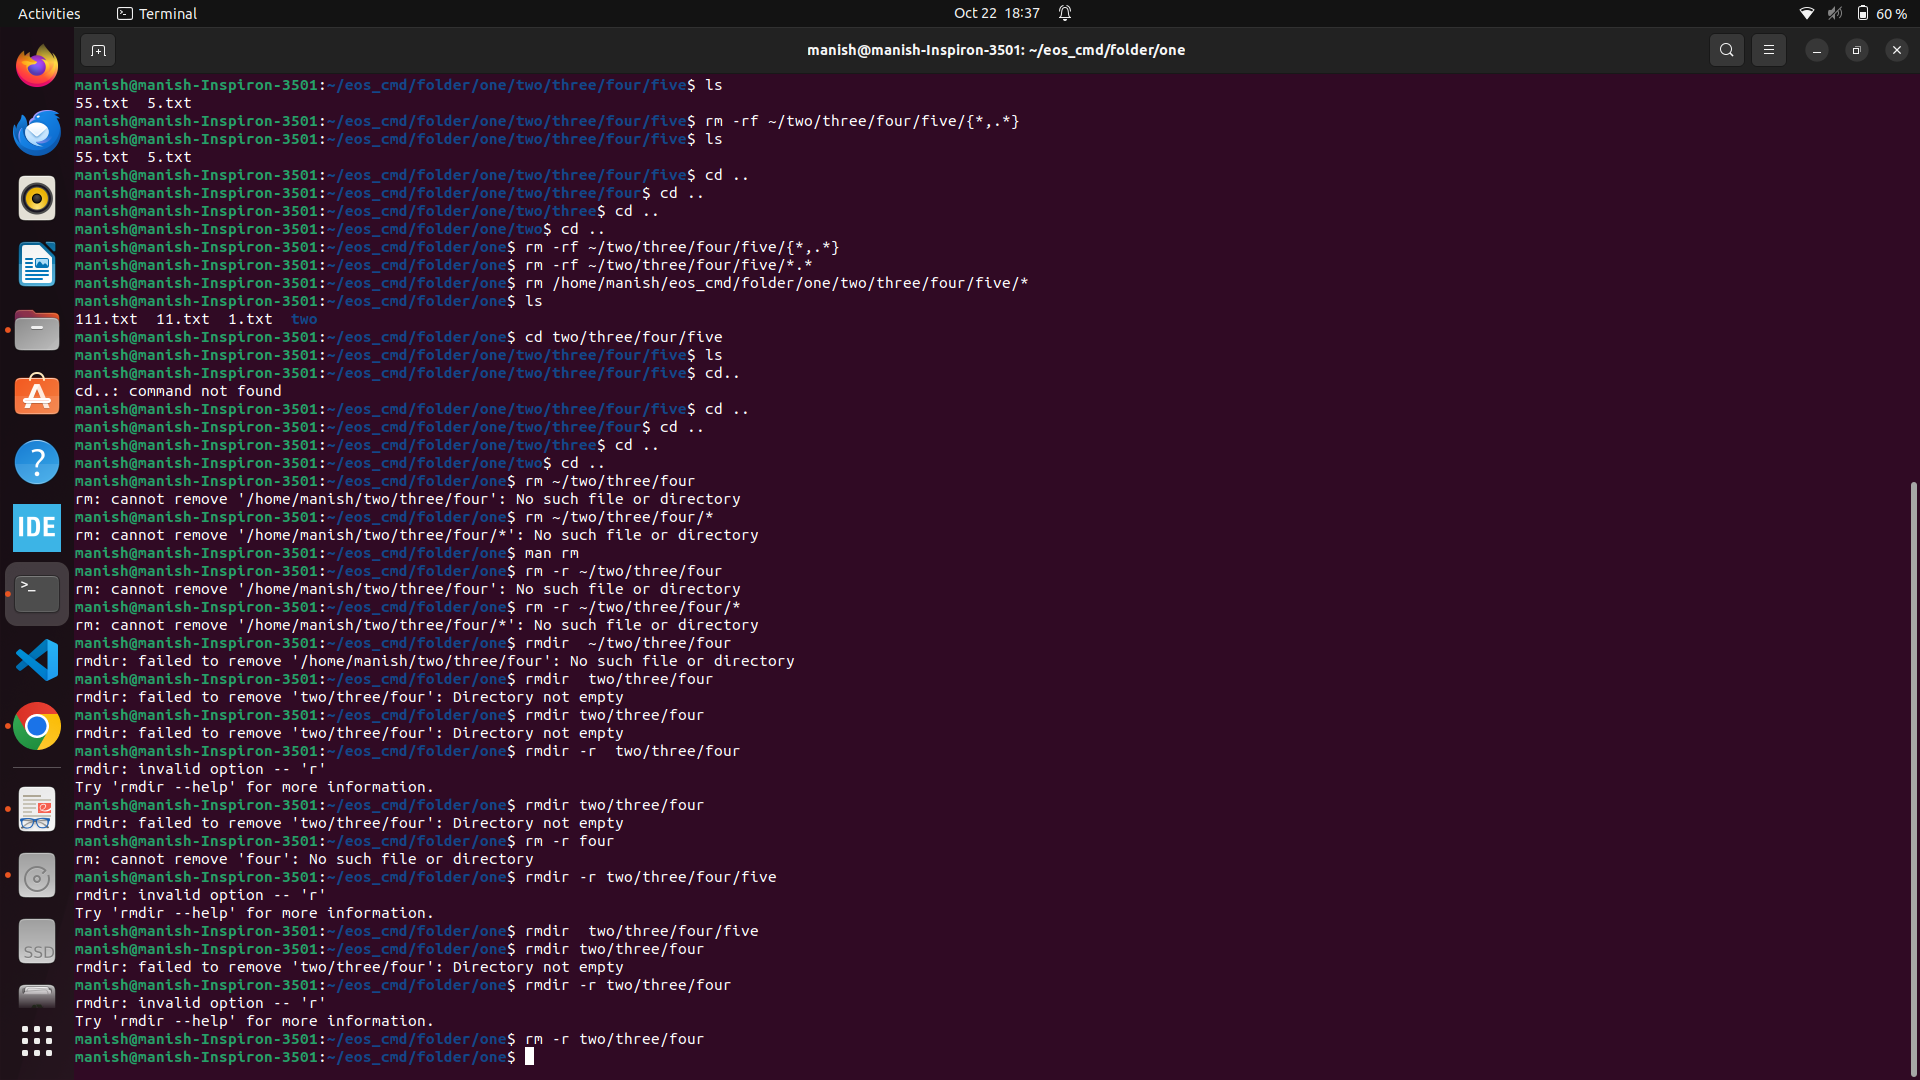 Activities Terminal Oct 22 18:37 60 %
manish@manish-Inspiron-3501: ~/eos_cmd/folder/one
manish@manish-Inspiron-3501:~/eos_cmd/folder/one/two/three/four/five$ ls
55.txt  5.txt
manish@manish-Inspiron-3501:~/eos_cmd/folder/one/two/three/four/five$ rm -rf ~/two/three/four/five/{*,.*}
manish@manish-Inspiron-3501:~/eos_cmd/folder/one/two/three/four/five$ ls
55.txt  5.txt
manish@manish-Inspiron-3501:~/eos_cmd/folder/one/two/three/four/five$ cd ..
manish@manish-Inspiron-3501:~/eos_cmd/folder/one/two/three/four$ cd ..
manish@manish-Inspiron-3501:~/eos_cmd/folder/one/two/three$ cd ..
manish@manish-Inspiron-3501:~/eos_cmd/folder/one/two$ cd ..
manish@manish-Inspiron-3501:~/eos_cmd/folder/one$ rm -rf ~/two/three/four/five/{*,.*}
manish@manish-Inspiron-3501:~/eos_cmd/folder/one$ rm -rf ~/two/three/four/five/*.*
manish@manish-Inspiron-3501:~/eos_cmd/folder/one$ rm /home/manish/eos_cmd/folder/one/two/three/four/five/*
manish@manish-Inspiron-3501:~/eos_cmd/folder/one$ ls
111.txt  11.txt  1.txt  two
manish@manish-Inspiron-3501:~/eos_cmd/folder/one$ cd two/three/four/five
manish@manish-Inspiron-3501:~/eos_cmd/folder/one/two/three/four/five$ ls
manish@manish-Inspiron-3501:~/eos_cmd/folder/one/two/three/four/five$ cd..
cd..: command not found
manish@manish-Inspiron-3501:~/eos_cmd/folder/one/two/three/four/five$ cd ..
manish@manish-Inspiron-3501:~/eos_cmd/folder/one/two/three/four$ cd ..
manish@manish-Inspiron-3501:~/eos_cmd/folder/one/two/three$ cd ..
manish@manish-Inspiron-3501:~/eos_cmd/folder/one/two$ cd ..
manish@manish-Inspiron-3501:~/eos_cmd/folder/one$ rm ~/two/three/four
rm: cannot remove '/home/manish/two/three/four': No such file or directory
manish@manish-Inspiron-3501:~/eos_cmd/folder/one$ rm ~/two/three/four/*
rm: cannot remove '/home/manish/two/three/four/*': No such file or directory
manish@manish-Inspiron-3501:~/eos_cmd/folder/one$ man rm
manish@manish-Inspiron-3501:~/eos_cmd/folder/one$ rm -r ~/two/three/four
rm: cannot remove '/home/manish/two/three/four': No such file or directory
manish@manish-Inspiron-3501:~/eos_cmd/folder/one$ rm -r ~/two/three/four/*
rm: cannot remove '/home/manish/two/three/four/*': No such file or directory
manish@manish-Inspiron-3501:~/eos_cmd/folder/one$ rmdir  ~/two/three/four
rmdir: failed to remove '/home/manish/two/three/four': No such file or directory
manish@manish-Inspiron-3501:~/eos_cmd/folder/one$ rmdir  two/three/four
rmdir: failed to remove 'two/three/four': Directory not empty
manish@manish-Inspiron-3501:~/eos_cmd/folder/one$ rmdir two/three/four
rmdir: failed to remove 'two/three/four': Directory not empty
manish@manish-Inspiron-3501:~/eos_cmd/folder/one$ rmdir -r  two/three/four
rmdir: invalid option -- 'r'
Try 'rmdir --help' for more information.
manish@manish-Inspiron-3501:~/eos_cmd/folder/one$ rmdir two/three/four
rmdir: failed to remove 'two/three/four': Directory not empty
manish@manish-Inspiron-3501:~/eos_cmd/folder/one$ rm -r four
rm: cannot remove 'four': No such file or directory
manish@manish-Inspiron-3501:~/eos_cmd/folder/one$ rmdir -r two/three/four/five
rmdir: invalid option -- 'r'
Try 'rmdir --help' for more information.
manish@manish-Inspiron-3501:~/eos_cmd/folder/one$ rmdir  two/three/four/five
manish@manish-Inspiron-3501:~/eos_cmd/folder/one$ rmdir two/three/four
rmdir: failed to remove 'two/three/four': Directory not empty
manish@manish-Inspiron-3501:~/eos_cmd/folder/one$ rmdir -r two/three/four
rmdir: invalid option -- 'r'
Try 'rmdir --help' for more information.
manish@manish-Inspiron-3501:~/eos_cmd/folder/one$ rm -r two/three/four
manish@manish-Inspiron-3501:~/eos_cmd/folder/one$
IDE
SSD